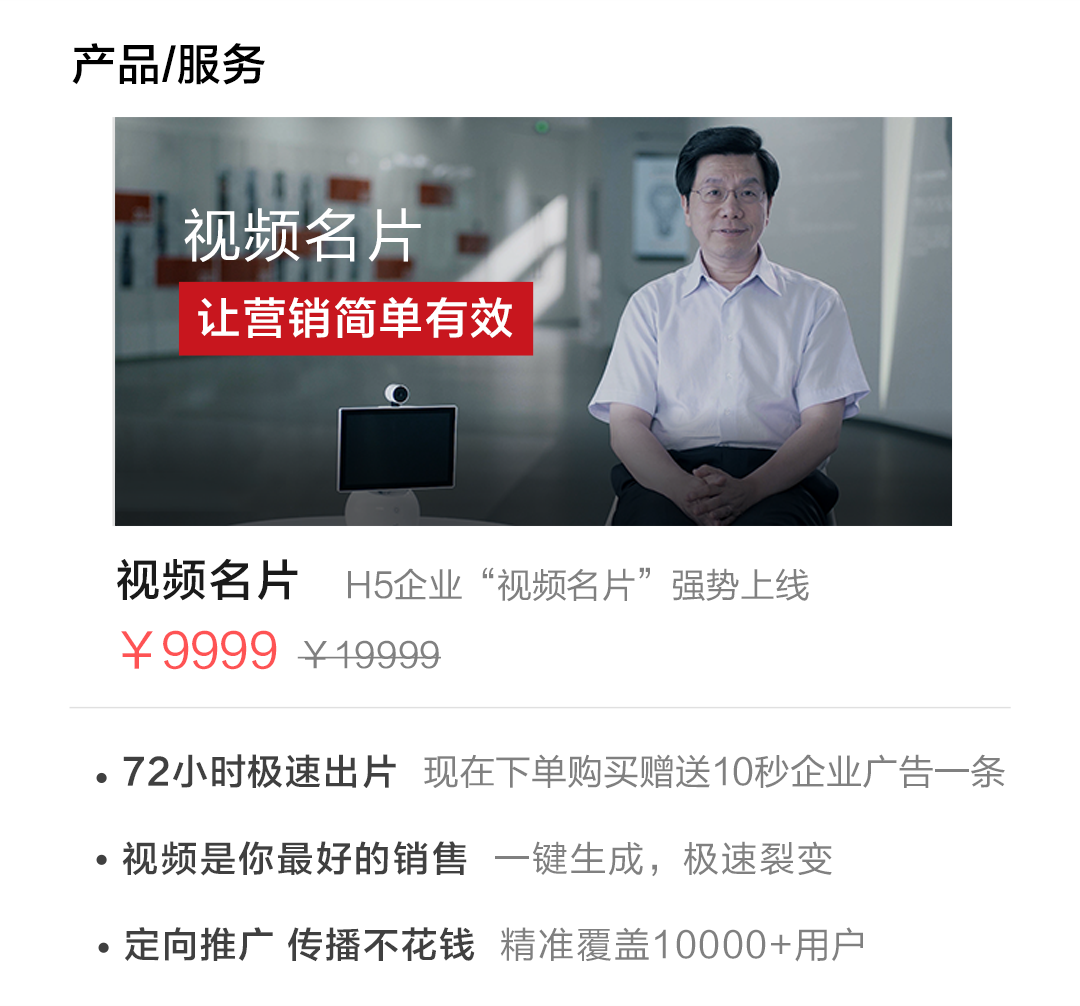 产品/服务
视频名片
让营销简单有效
视频名片 H5企业“视频名片”强势上线
￥9999 ￥19999
• 72小时极速出片 现在下单购买赠送10秒企业广告一条
• 视频是你最好的销售 一键生成，极速裂变
• 定向推广 传播不花钱 精准覆盖10000+用户